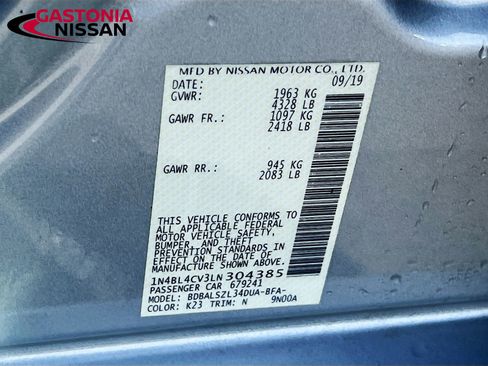 GASTONIA
NISSAN
MFD BY NISSAN MOTOR CO., LTD.
DATE: 09/19
GVWR: 1963 KG
4328 LB
GAWR FR.: 1097 KG
2418 LB
GAWR RR.: 945 KG
2083 LB
THIS VEHICLE CONFORMS TO
ALL APPLICABLE FEDERAL
MOTOR VEHICLE SAFETY,
BUMPER, AND THEFT
PREVENTION STANDARDS IN
EFFECT ON THE DATE OF
MANUFACTURE SHOWN ABOVE.
1N4BL4CV3LN304385
PASSENGER CAR 679241
MODEL: BDBALSZL34DUA-BFA-
COLOR: K23 TRIM: N 9N00A